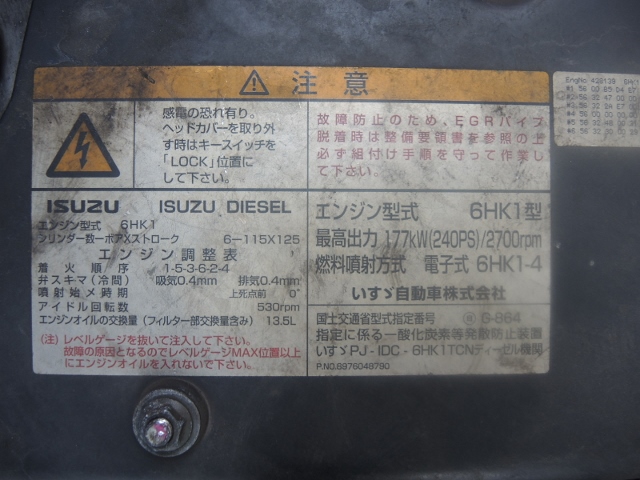 注意
感電の恐れ有り。
ヘッドカバーを取り外
す時はキースイッチを
「LOCK」位置に
して下さい。
故障防止のため、EGRパイプ
脱着時は整備要領書を参照の上
必ず組付け手順を守って作業し
て下さい。
ISUZU ISUZU DIESEL
エンジン型式 6HK1
シリンダー数-ボアXストローク 6-115X125
エンジン調整表
着火順序 1-5-3-6-2-4
弁スキマ(冷間) 吸気0.4mm 排気0.4mm
噴射始メ時期 上死点前 0°
アイドル回転数 530rpm
エンジンオイルの交換量(フィルター部交換量含み) 13.5L
(注)レベルゲージを抜いて注入して下さい。
故障の原因となるのでレベルゲージMAX位置以上
にエンジンオイルを入れないで下さい。
エンジン型式 6HK1型
最高出力 177kW(240PS)/2700rpm
燃料噴射方式 電子式 6HK1-4
いすゞ自動車株式会社
国土交通省型式指定番号 G-864
指定に係る一酸化炭素等発散防止装置
いすゞPJ-IDC-6HK1TCNディーゼル機関
P.NO.8976048790
EngNo